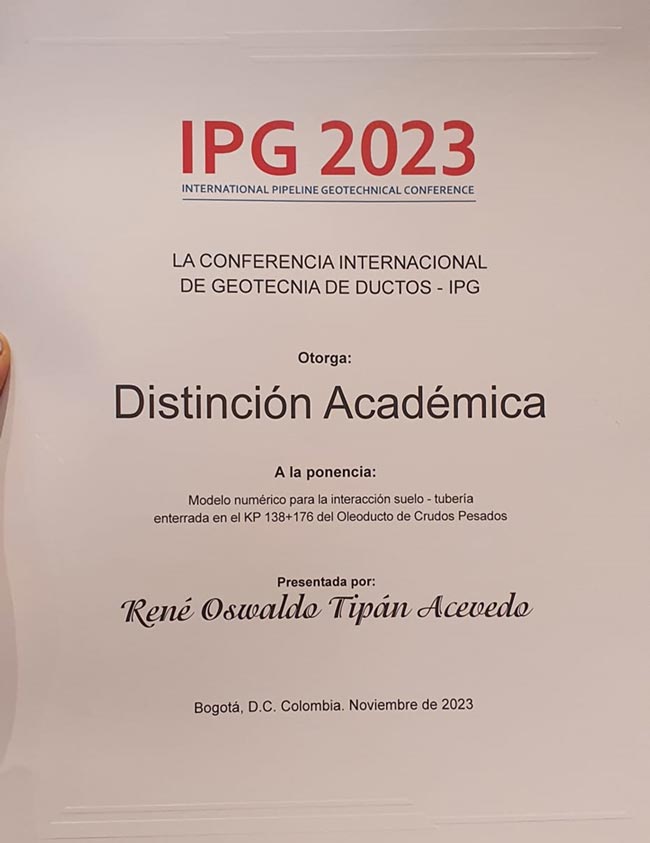 IPG 2023
INTERNATIONAL PIPELINE GEOTECHNICAL CONFERENCE
LA CONFERENCIA INTERNACIONAL
DE GEOTECNIA DE DUCTOS - IPG
Otorga:
Distinción Académica
A la ponencia:
Modelo numérico para la interacción suelo - tubería
enterrada en el KP 138+176 del Oleoducto de Crudos Pesados
Presentada por:
René Oswaldo Tipán Acevedo
Bogotá, D.C. Colombia. Noviembre de 2023